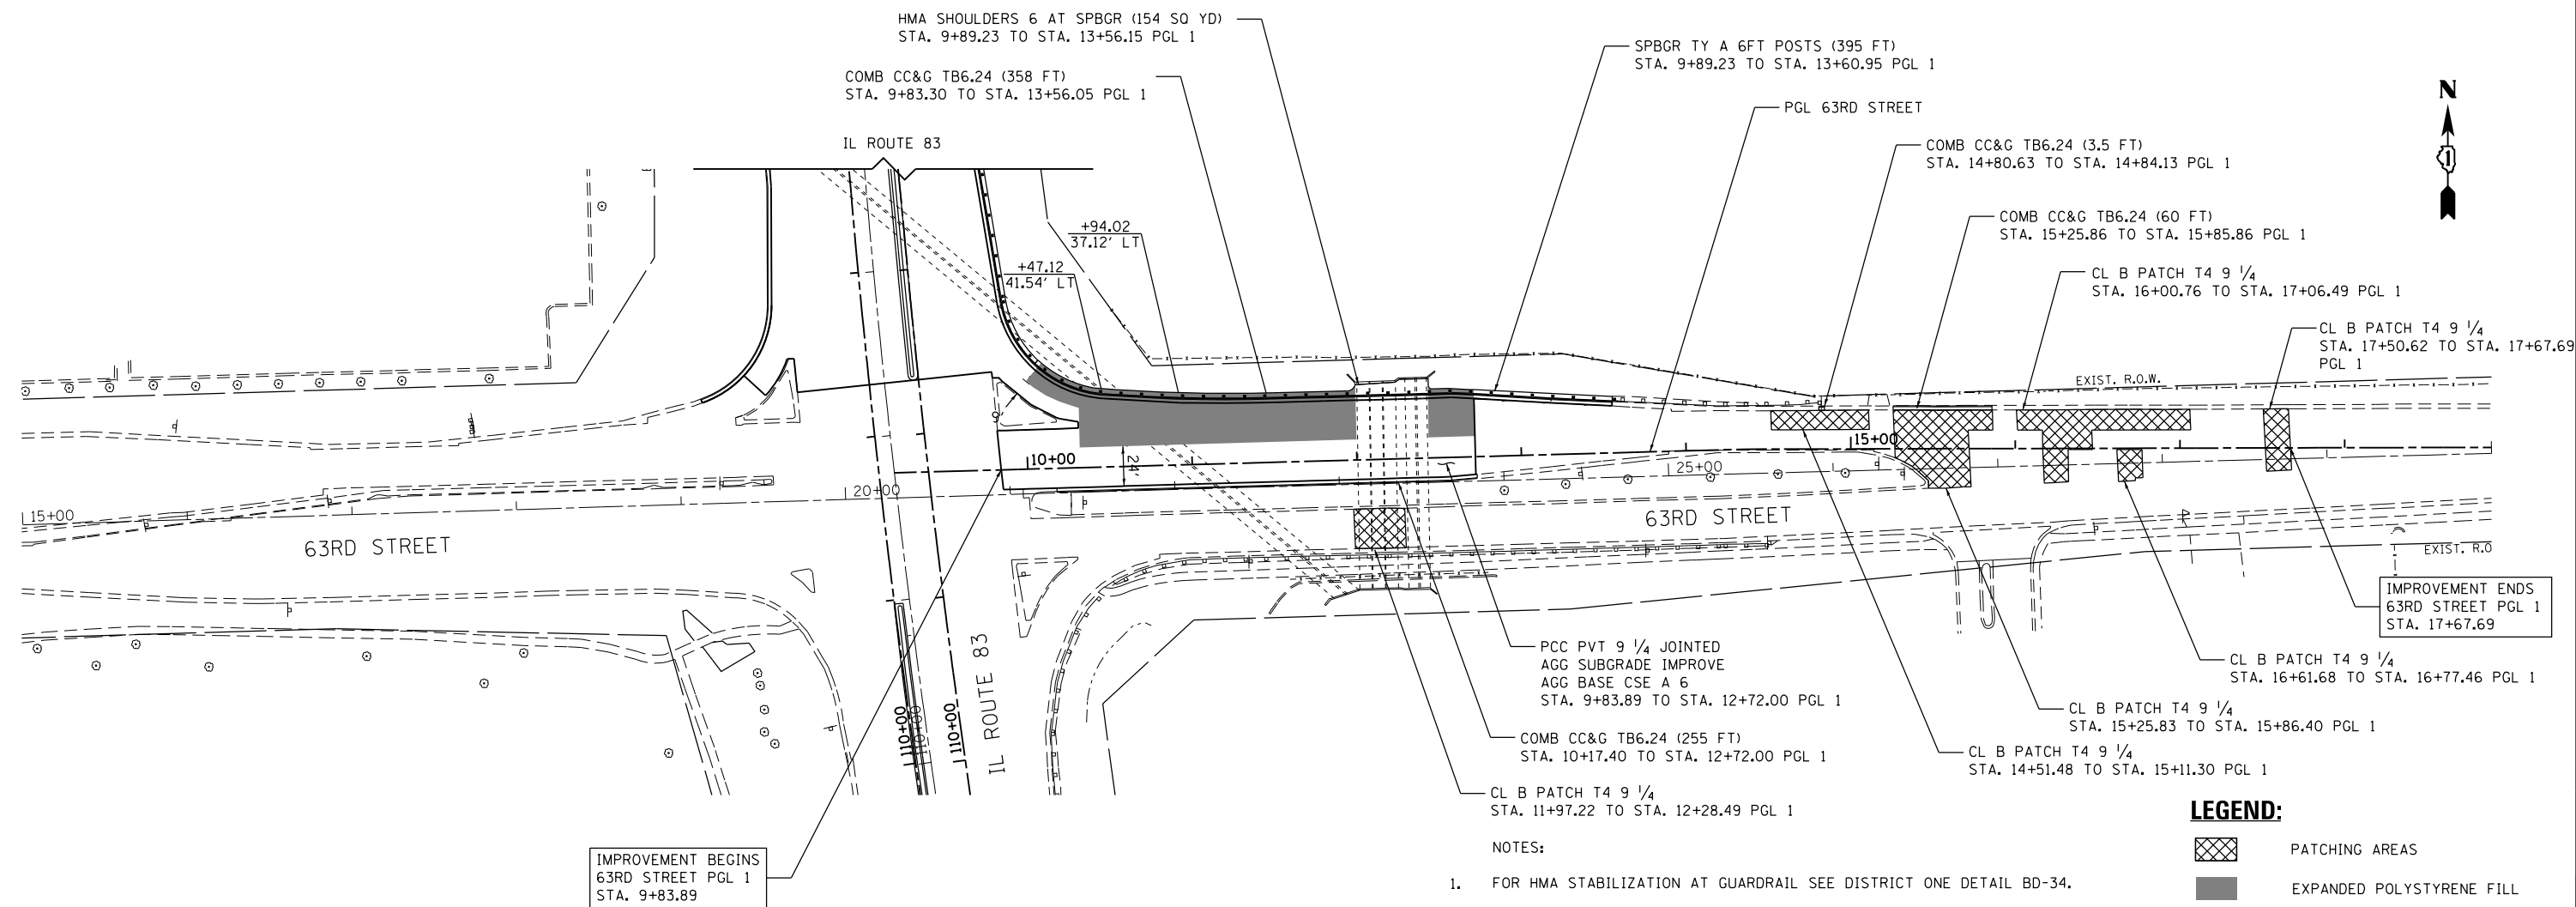 HMA SHOULDERS 6 AT SPBGR (154 SQ YD)
STA. 9+89.23 TO STA. 13+56.15 PGL 1
SPBGR TY A 6FT POSTS (395 FT)
STA. 9+89.23 TO STA. 13+60.95 PGL 1
COMB CC&G TB6.24 (358 FT)
STA. 9+83.30 TO STA. 13+56.05 PGL 1
PGL 63RD STREET
N
1
IL ROUTE 83
COMB CC&G TB6.24 (3.5 FT)
STA. 14+80.63 TO STA. 14+84.13 PGL 1
COMB CC&G TB6.24 (60 FT)
STA. 15+25.86 TO STA. 15+85.86 PGL 1
+94.02
37.12' LT
+47.12
41.54' LT
CL B PATCH T4 9 1/4
STA. 16+00.76 TO STA. 17+06.49 PGL 1
CL B PATCH T4 9 1/4
STA. 17+50.62 TO STA. 17+67.69
PGL 1
EXIST. R.O.W.
9'
15+00
10+00
24'
25+00
20+00
15+00
63RD STREET
63RD STREET
EXIST. R.O
IMPROVEMENT ENDS
63RD STREET PGL 1
STA. 17+67.69
IL ROUTE 83
110+00
110+00
110+00
PCC PVT 9 1/4 JOINTED
AGG SUBGRADE IMPROVE
AGG BASE CSE A 6
STA. 9+83.89 TO STA. 12+72.00 PGL 1
CL B PATCH T4 9 1/4
STA. 16+61.68 TO STA. 16+77.46 PGL 1
CL B PATCH T4 9 1/4
STA. 15+25.83 TO STA. 15+86.40 PGL 1
COMB CC&G TB6.24 (255 FT)
STA. 10+17.40 TO STA. 12+72.00 PGL 1
CL B PATCH T4 9 1/4
STA. 14+51.48 TO STA. 15+11.30 PGL 1
CL B PATCH T4 9 1/4
STA. 11+97.22 TO STA. 12+28.49 PGL 1
IMPROVEMENT BEGINS
63RD STREET PGL 1
STA. 9+83.89
NOTES:
1. FOR HMA STABILIZATION AT GUARDRAIL SEE DISTRICT ONE DETAIL BD-34.
LEGEND:
PATCHING AREAS
EXPANDED POLYSTYRENE FILL